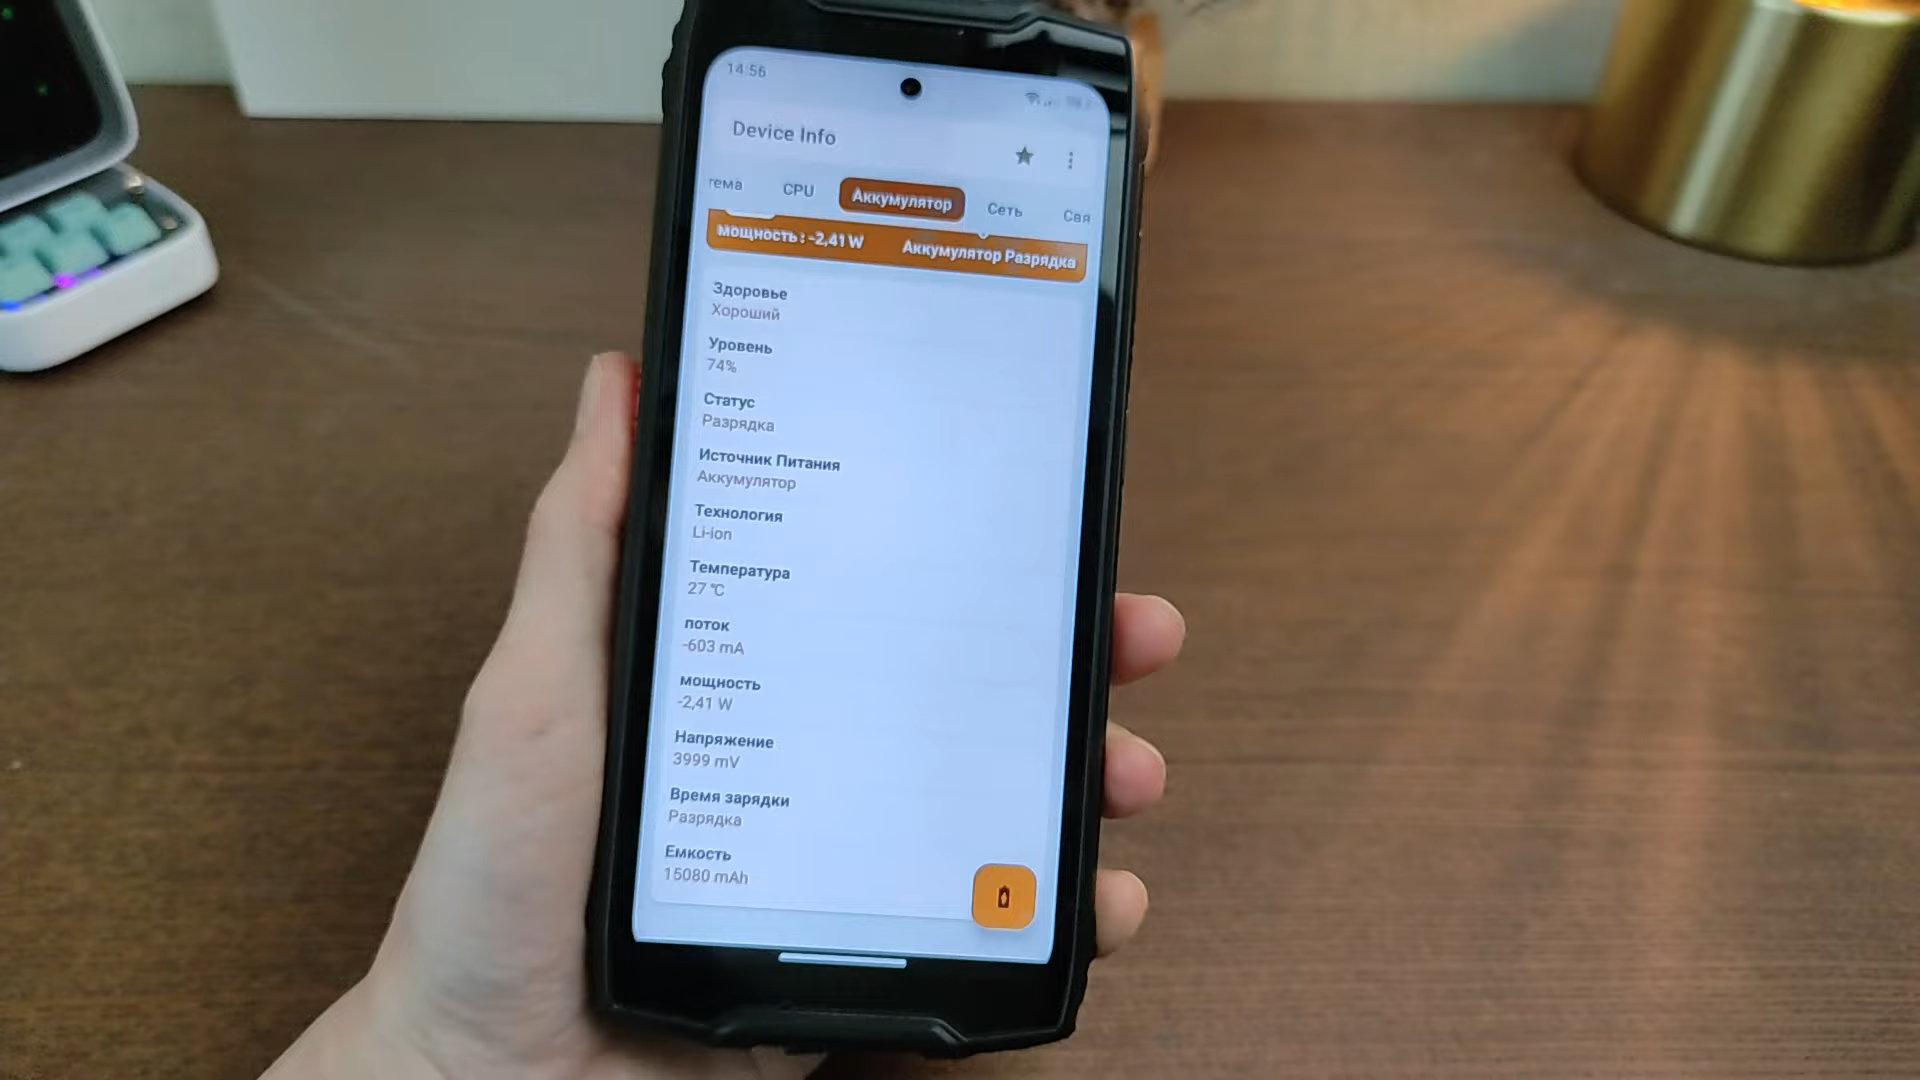 14:56
Device Info
тема CPU Аккумулятор Сеть Свя
мощность : -2,41 W Аккумулятор Разрядка
Здоровье
Хороший
Уровень
74%
Статус
Разрядка
Источник Питания
Аккумулятор
Технология
Li-ion
Температура
27 °C
поток
-603 mA
мощность
-2,41 W
Напряжение
3999 mV
Время зарядки
Разрядка
Емкость
15080 mAh